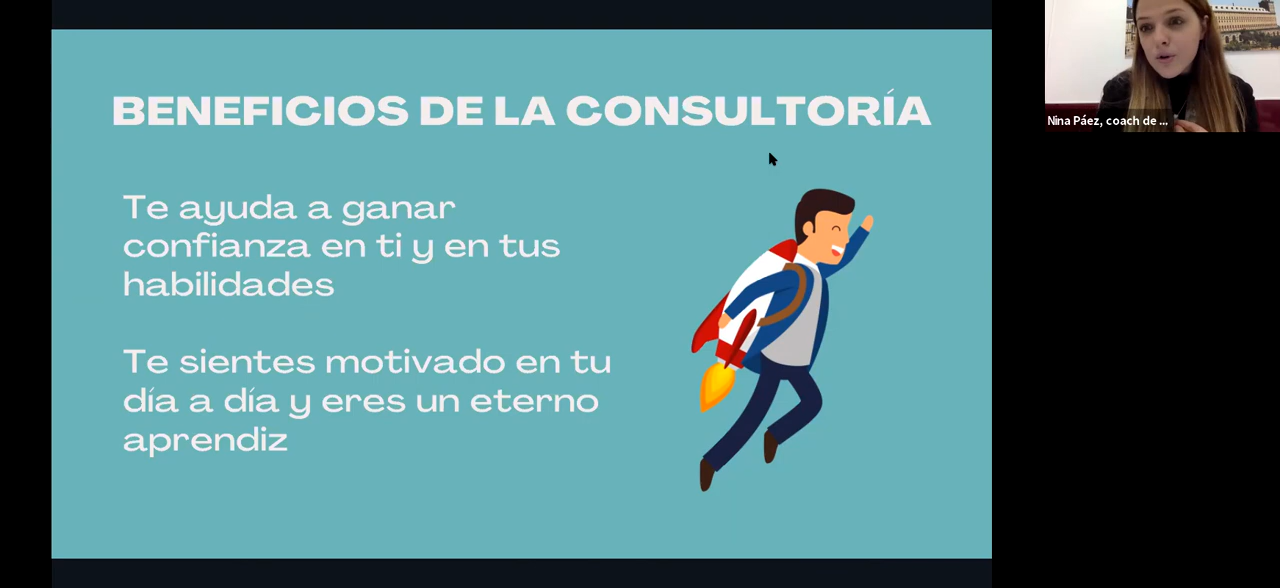 BENEFICIOS DE LA CONSULTORÍA
Te ayuda a ganar
confianza en ti y en tus
habilidades
Te sientes motivado en tu
día a día y eres un eterno
aprendiz
Nina Páez, coach de ...